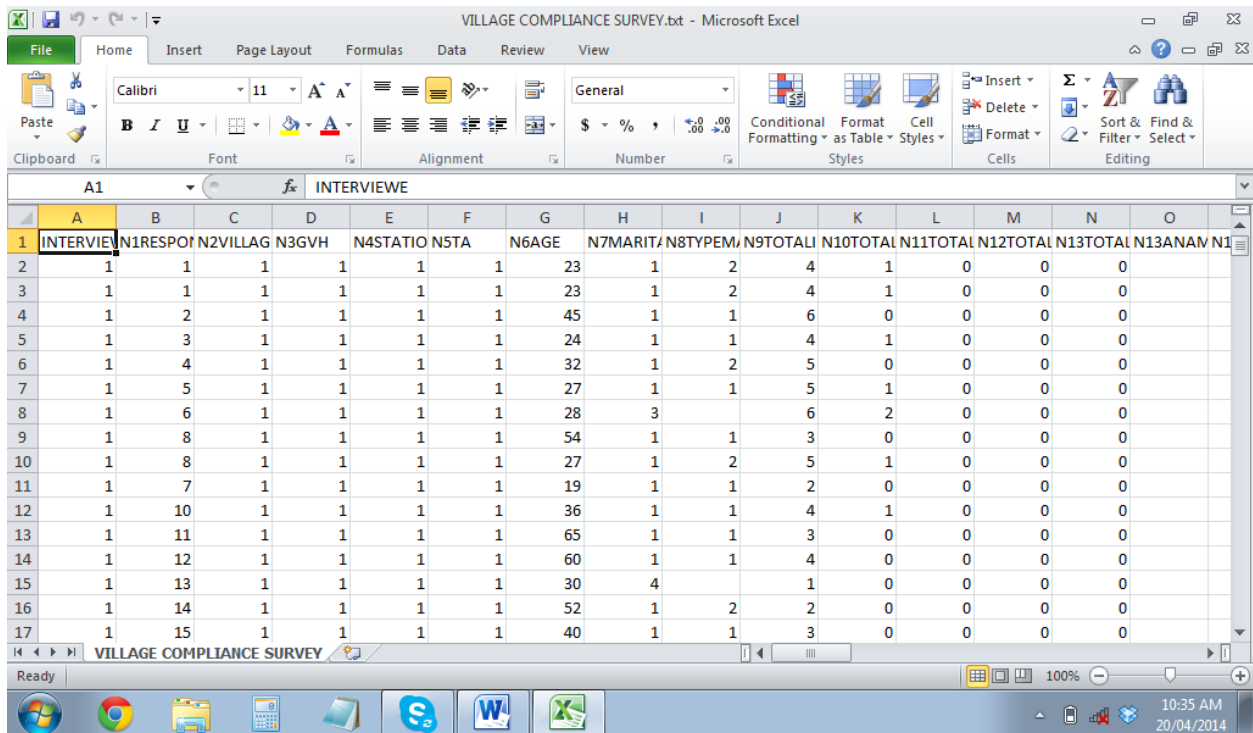 VILLAGE COMPLIANCE SURVEY.txt - Microsoft Excel
File Home Insert Page Layout Formulas Data Review View
Calibri 11 A A General Insert
Paste Delete
B I U $ % , .00 .0 Conditional Formatting Format as Table Cell Styles Format Sort & Filter Find & Select
Clipboard Font Alignment Number Styles Cells Editing
A1 fx INTERVIEWE
A B C D E F G H I J K L M N O
1 INTERVIEW N1RESPON N2VILLAG N3GVH N4STATIO N5TA N6AGE N7MARITA N8TYPEMA N9TOTALI N10TOTAL N11TOTAL N12TOTAL N13TOTAL N13ANAM N1
2 1 1 1 1 1 1 23 1 2 4 1 0 0 0
3 1 1 1 1 1 1 23 1 2 4 1 0 0 0
4 1 2 1 1 1 1 45 1 1 6 0 0 0 0
5 1 3 1 1 1 1 24 1 1 4 1 0 0 0
6 1 4 1 1 1 1 32 1 2 5 0 0 0 0
7 1 5 1 1 1 1 27 1 1 5 1 0 0 0
8 1 6 1 1 1 1 28 3 6 2 0 0 0
9 1 8 1 1 1 1 54 1 1 3 0 0 0 0
10 1 8 1 1 1 1 27 1 2 5 1 0 0 0
11 1 7 1 1 1 1 19 1 1 2 0 0 0 0
12 1 10 1 1 1 1 36 1 1 4 1 0 0 0
13 1 11 1 1 1 1 65 1 1 3 0 0 0 0
14 1 12 1 1 1 1 60 1 1 4 0 0 0 0
15 1 13 1 1 1 1 30 4 1 0 0 0 0
16 1 14 1 1 1 1 52 1 2 2 0 0 0 0
17 1 15 1 1 1 1 40 1 1 3 0 0 0 0
VILLAGE COMPLIANCE SURVEY
Ready 100%
10:35 AM
20/04/2014